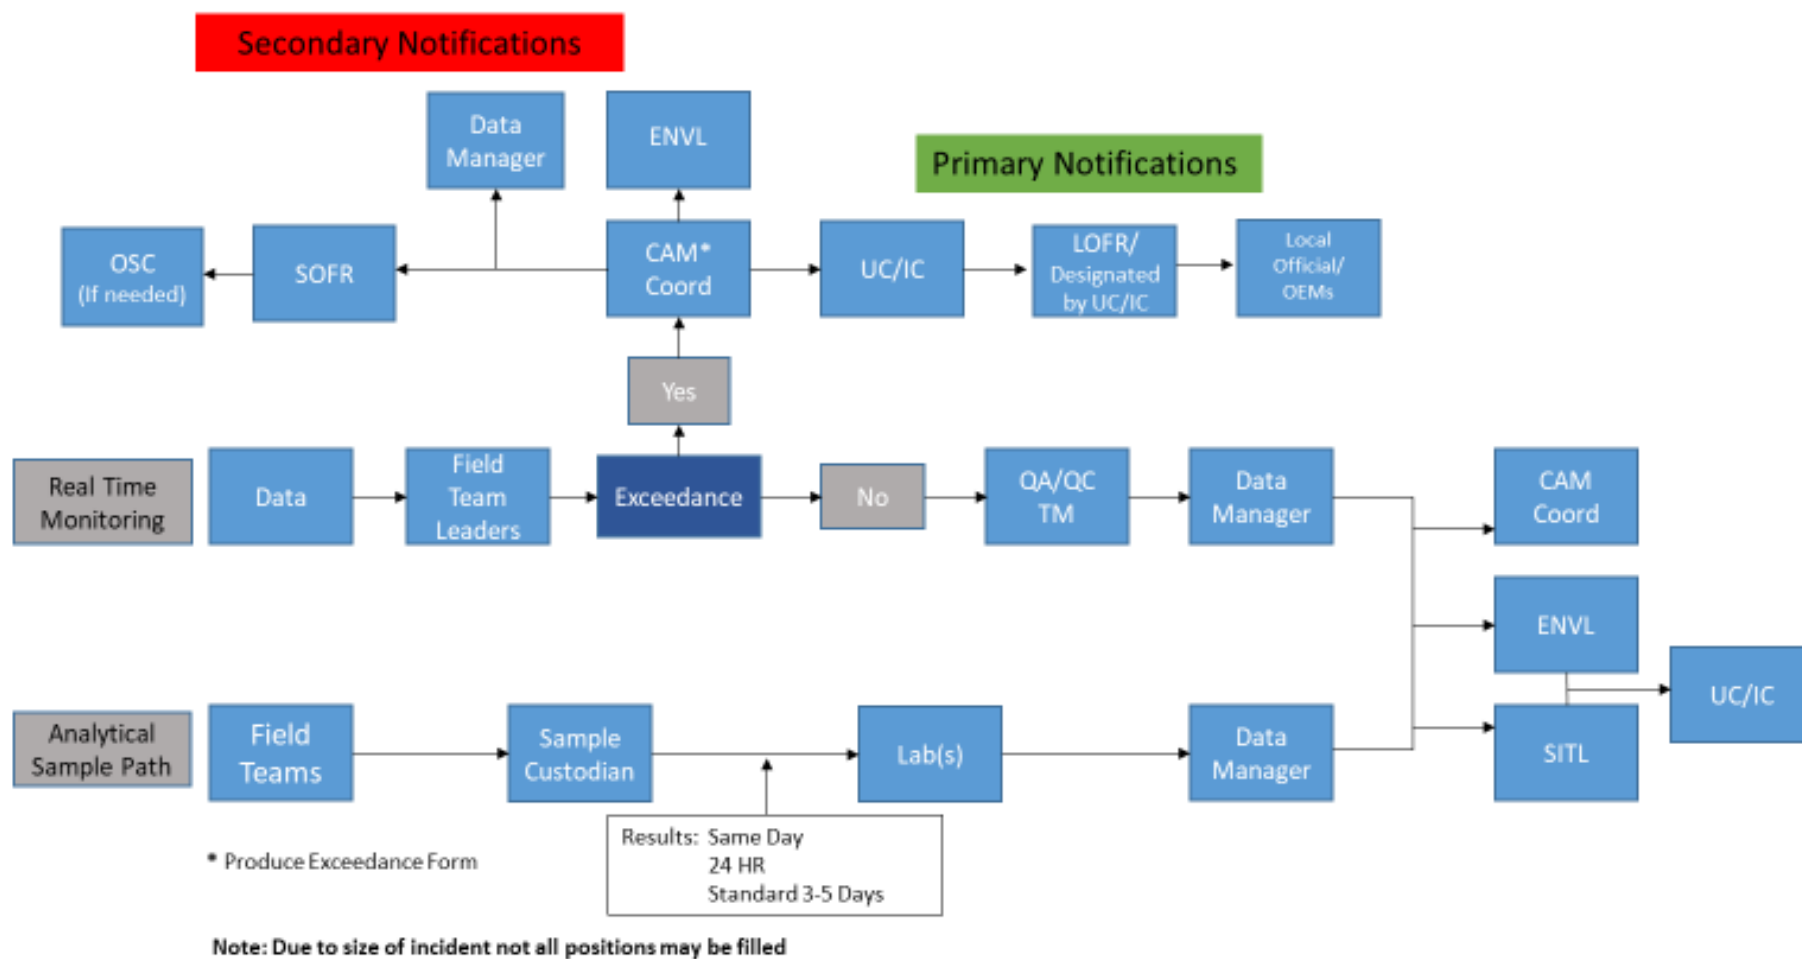 Secondary Notifications
Data
Manager
ENVL
Primary Notifications
OSC
(If needed)
SOFR
CAM*
Coord
UC/IC
LOFR/
Designated
by UC/IC
Local
Official/
OEMs
Yes
Real Time
Monitoring
Data
Field
Team
Leaders
Exceedance
No
QA/QC
TM
Data
Manager
CAM
Coord
ENVL
UC/IC
Analytical
Sample Path
Field
Teams
Sample
Custodian
Lab(s)
Data
Manager
SITL
Results: Same Day
24 HR
Standard 3-5 Days
* Produce Exceedance Form
Note: Due to size of incident not all positions may be filled